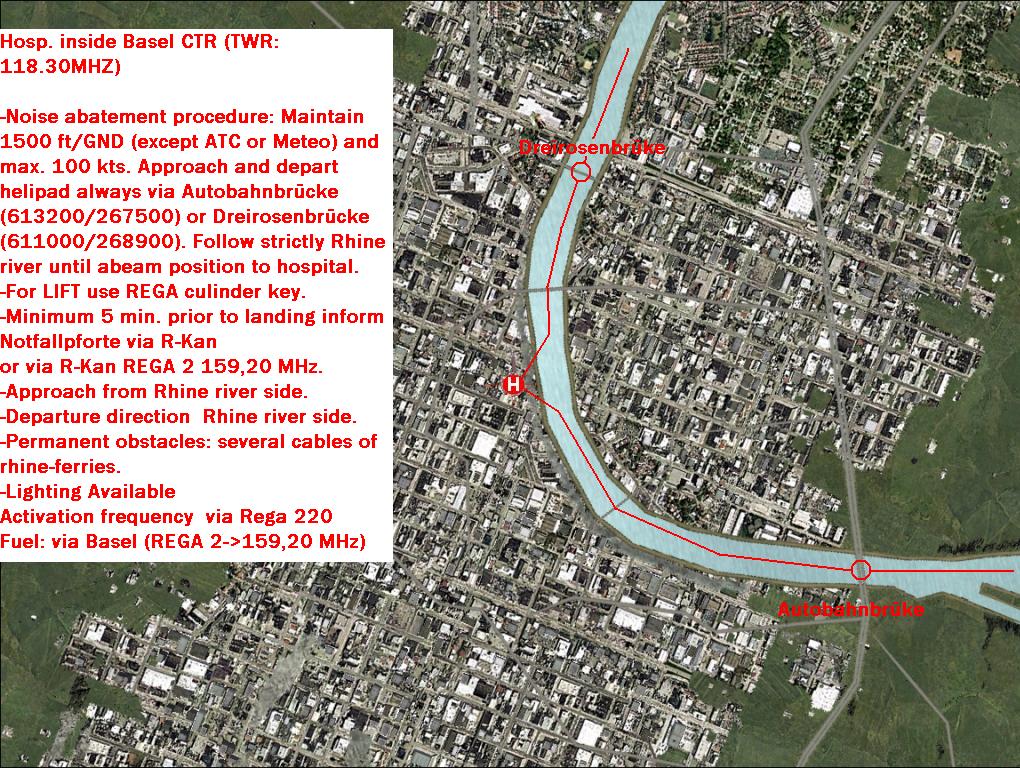 Hosp. inside Basel CTR (TWR:
118.30MHZ)
-Noise abatement procedure: Maintain
1500 ft/GND (except ATC or Meteo) and
max. 100 kts. Approach and depart
helipad always via Autobahnbrücke
(613200/267500) or Dreirosenbrücke
(611000/268900). Follow strictly Rhine
river until abeam position to hospital.
-For LIFT use REGA culinder key.
-Minimum 5 min. prior to landing inform
Notfallpforte via R-Kan
or via R-Kan REGA 2 159,20 MHz.
-Approach from Rhine river side.
-Departure direction  Rhine river side.
-Permanent obstacles: several cables of
rhine-ferries.
-Lighting Available
Activation frequency  via Rega 220
Fuel: via Basel (REGA 2->159,20 MHz)
Dreirosenbrüke
H
Autobahnbrüke